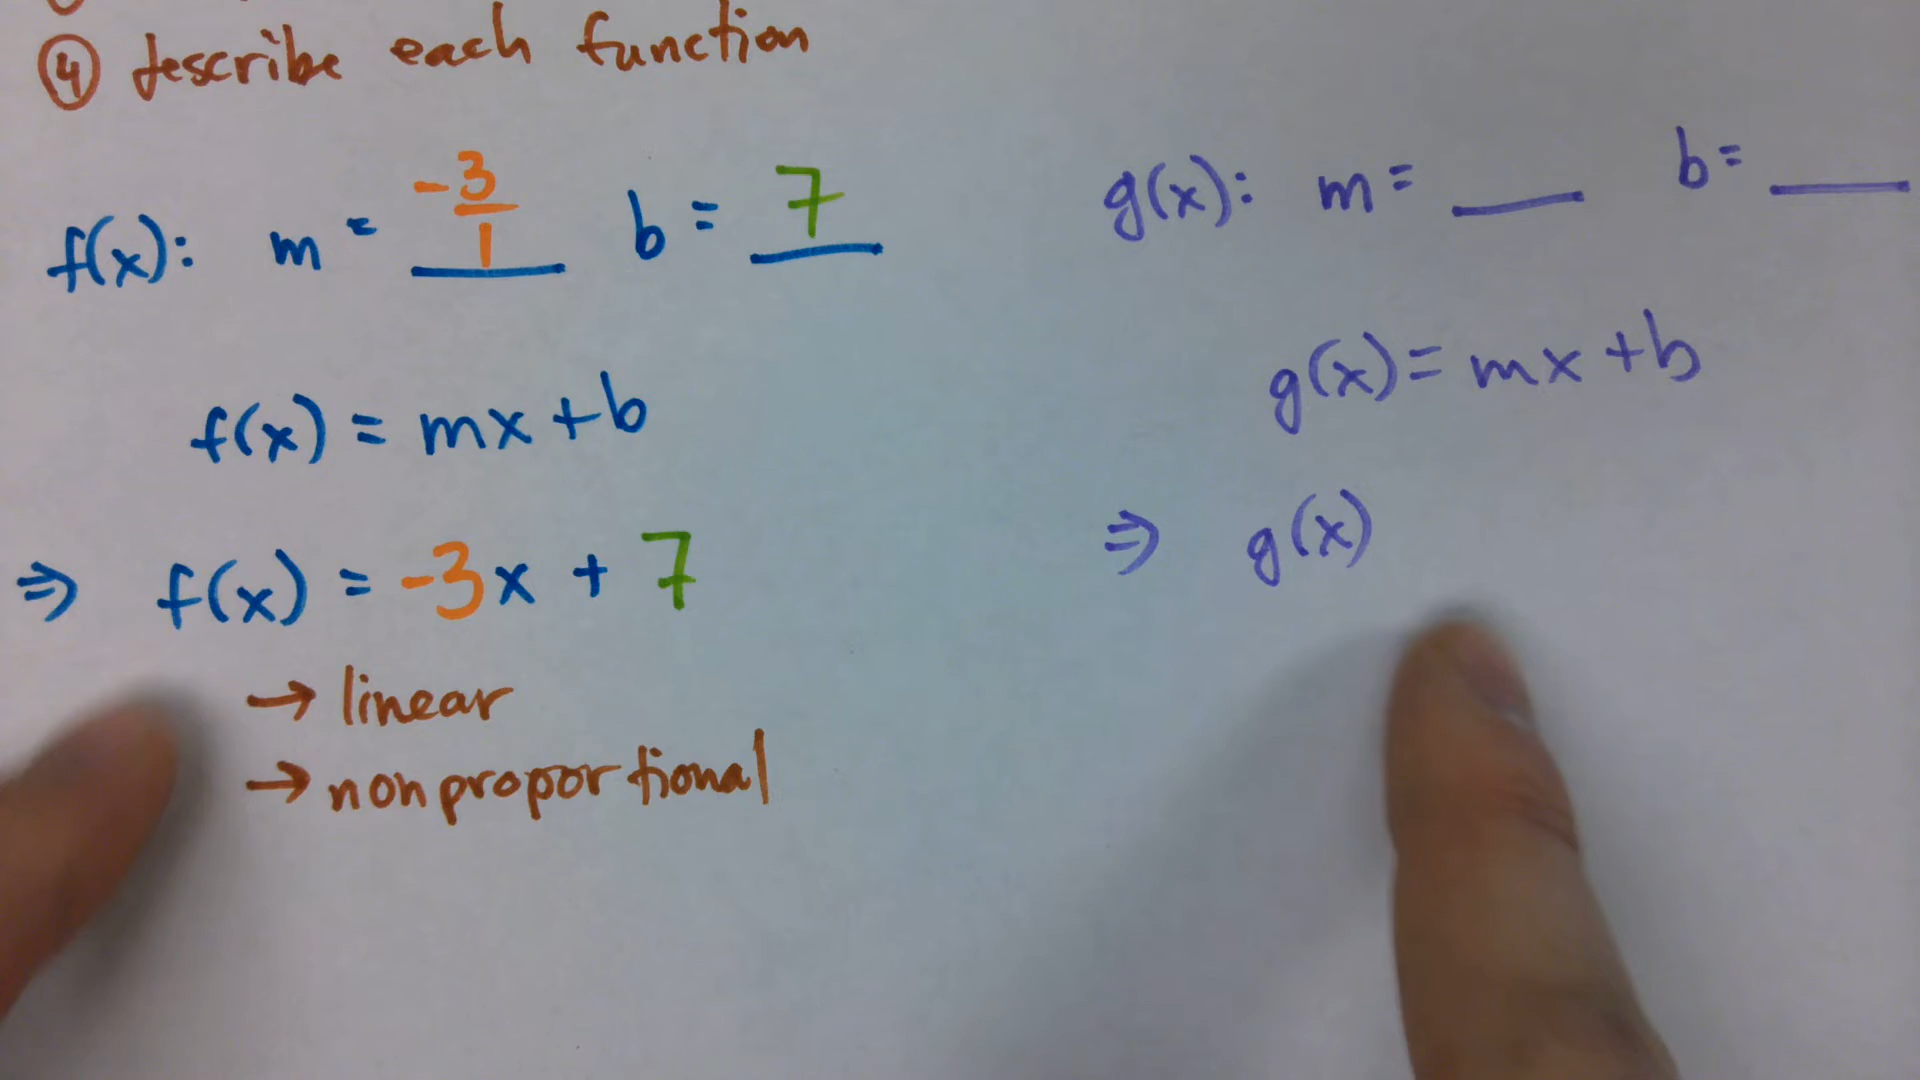 ④ describe each function
f(x): m = -3/1 b = 7
f(x) = mx + b
⇒ f(x) = -3x + 7
→ linear
→ nonproportional
g(x): m = ___ b = ___
g(x) = mx + b
⇒ g(x)